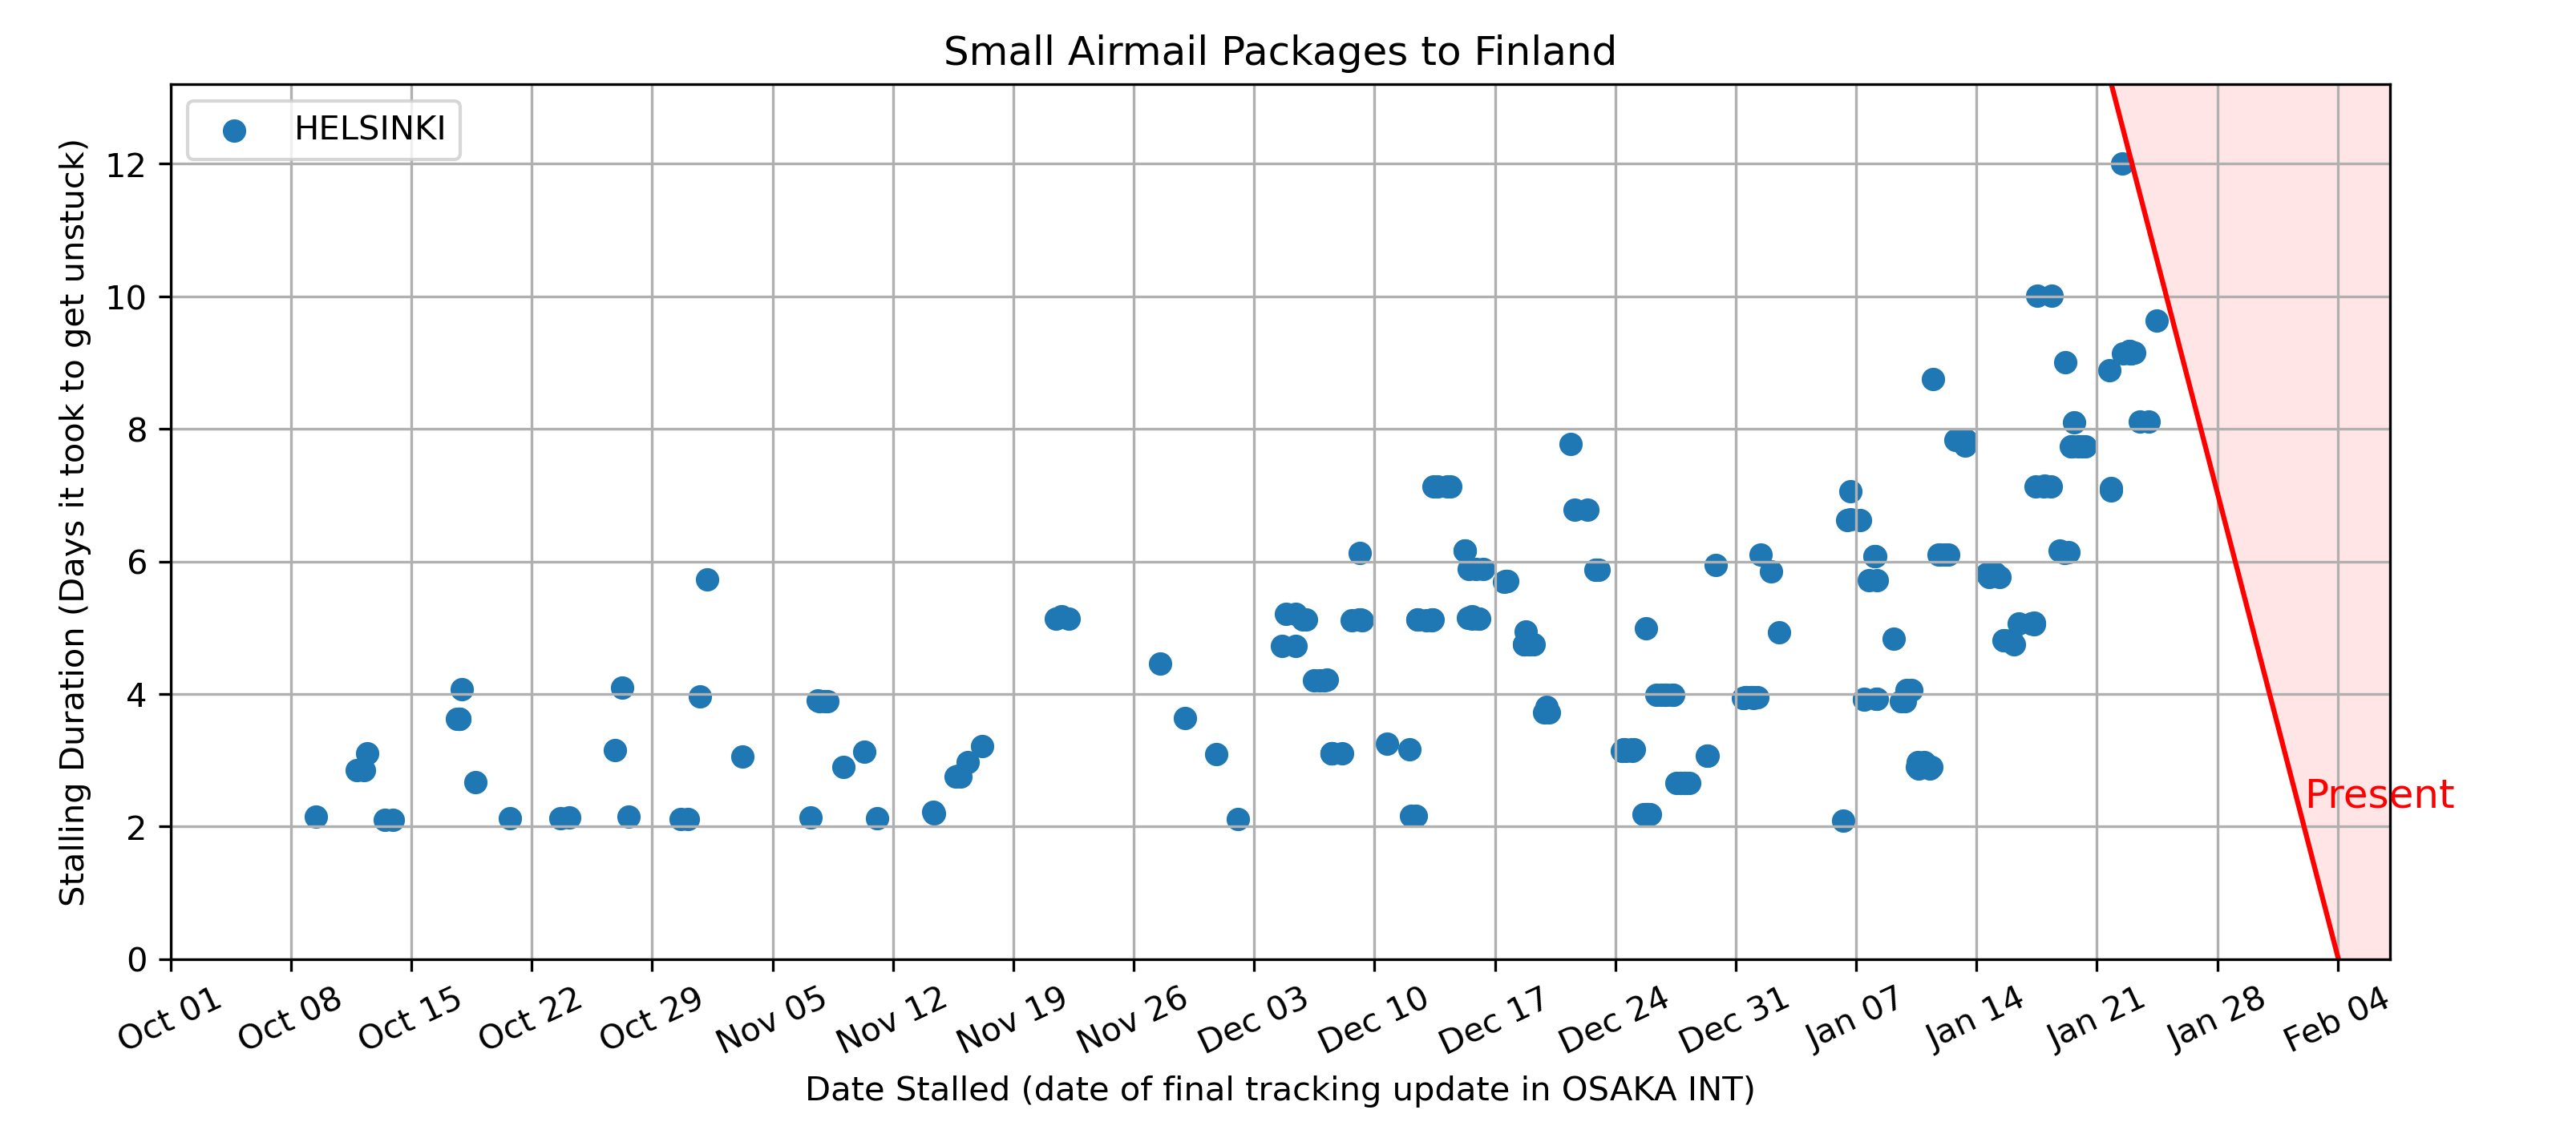 Small Airmail Packages to Finland
HELSINKI
Stalling Duration (Days it took to get unstuck)
12
10
8
6
4
2
0
Present
Oct 01
Oct 08
Oct 15
Oct 22
Oct 29
Nov 05
Nov 12
Nov 19
Nov 26
Dec 03
Dec 10
Dec 17
Dec 24
Dec 31
Jan 07
Jan 14
Jan 21
Jan 28
Feb 04
Date Stalled (date of final tracking update in OSAKA INT)